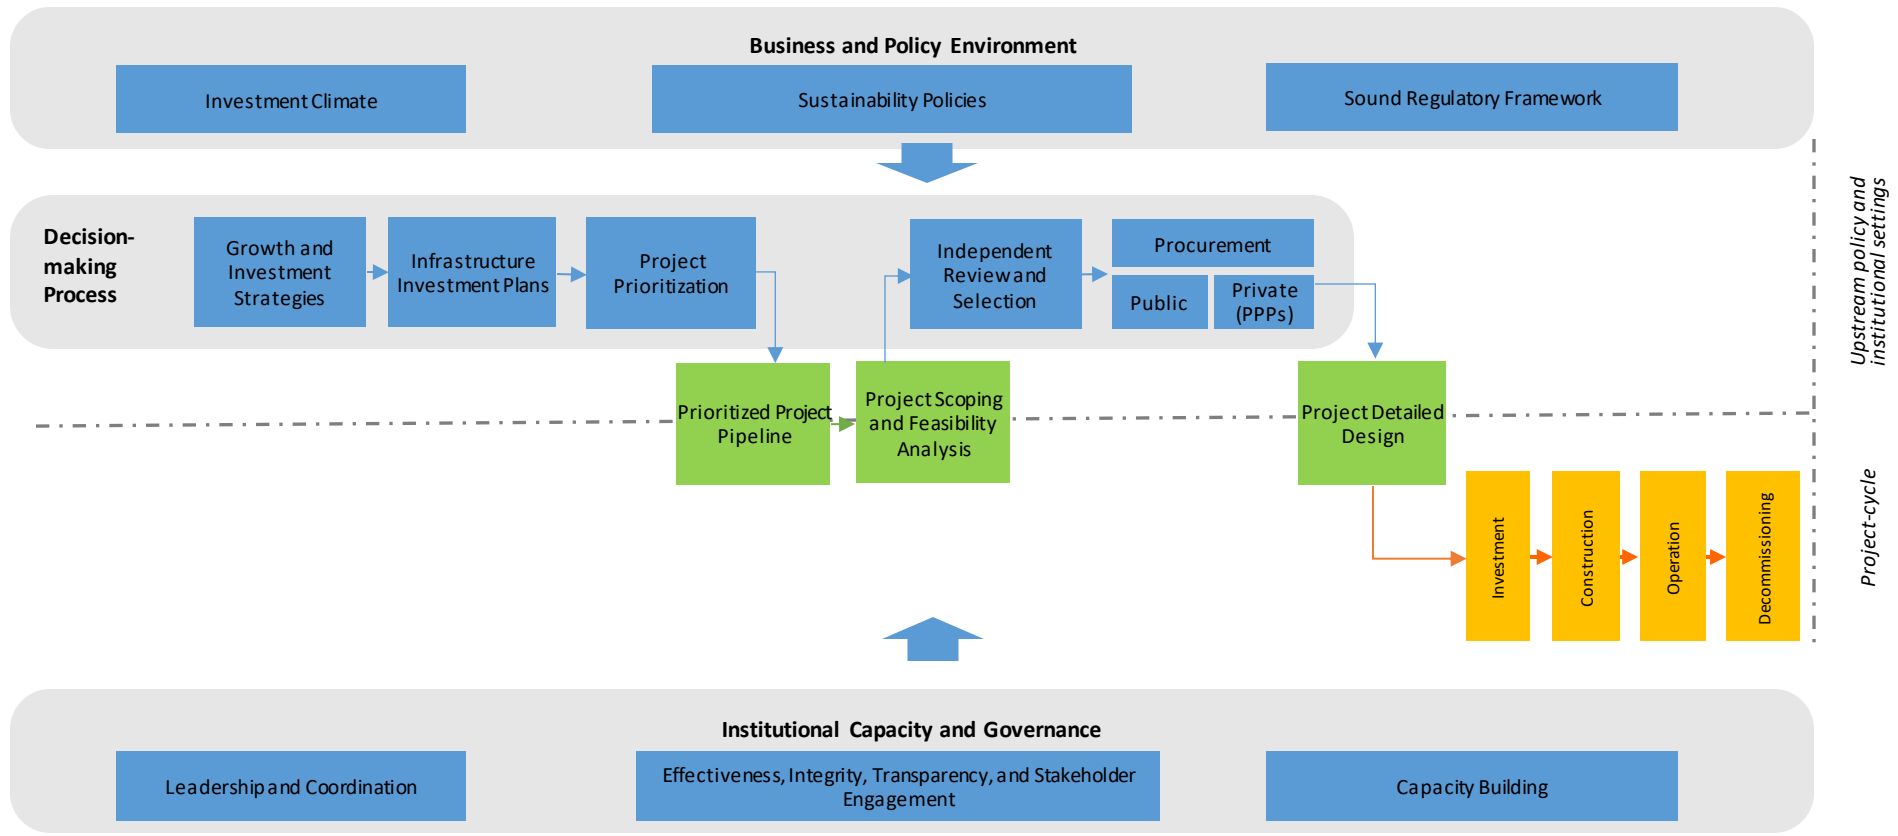 Business and Policy Environment
Investment Climate
Sustainability Policies
Sound Regulatory Framework
Decision-
making
Process
Growth and
Investment
Strategies
Infrastructure
Investment Plans
Project
Prioritization
Independent
Review and
Selection
Procurement
Public
Private
(PPPs)
Upstream policy and
institutional settings
Prioritized Project
Pipeline
Project Scoping
and Feasibility
Analysis
Project Detailed
Design
Investment
Construction
Operation
Decommissioning
Project-cycle
Institutional Capacity and Governance
Leadership and Coordination
Effectiveness, Integrity, Transparency, and Stakeholder
Engagement
Capacity Building